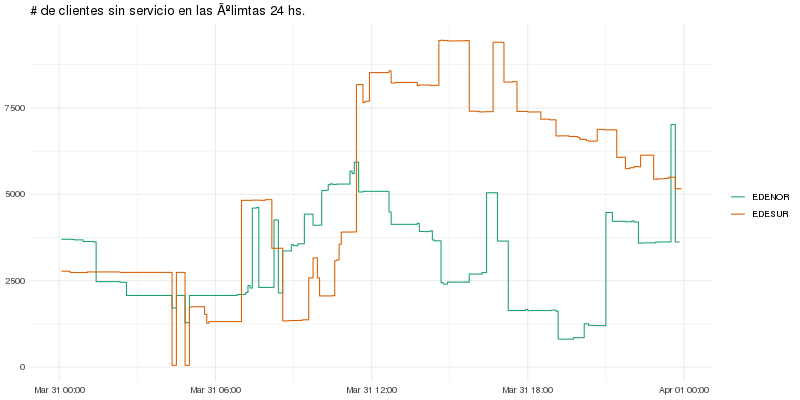 # de clientes sin servicio en las Ãºlimtas 24 hs.
7500
5000
2500
0
Mar 31 00:00
Mar 31 06:00
Mar 31 12:00
Mar 31 18:00
Apr 01 00:00
EDENOR
EDESUR